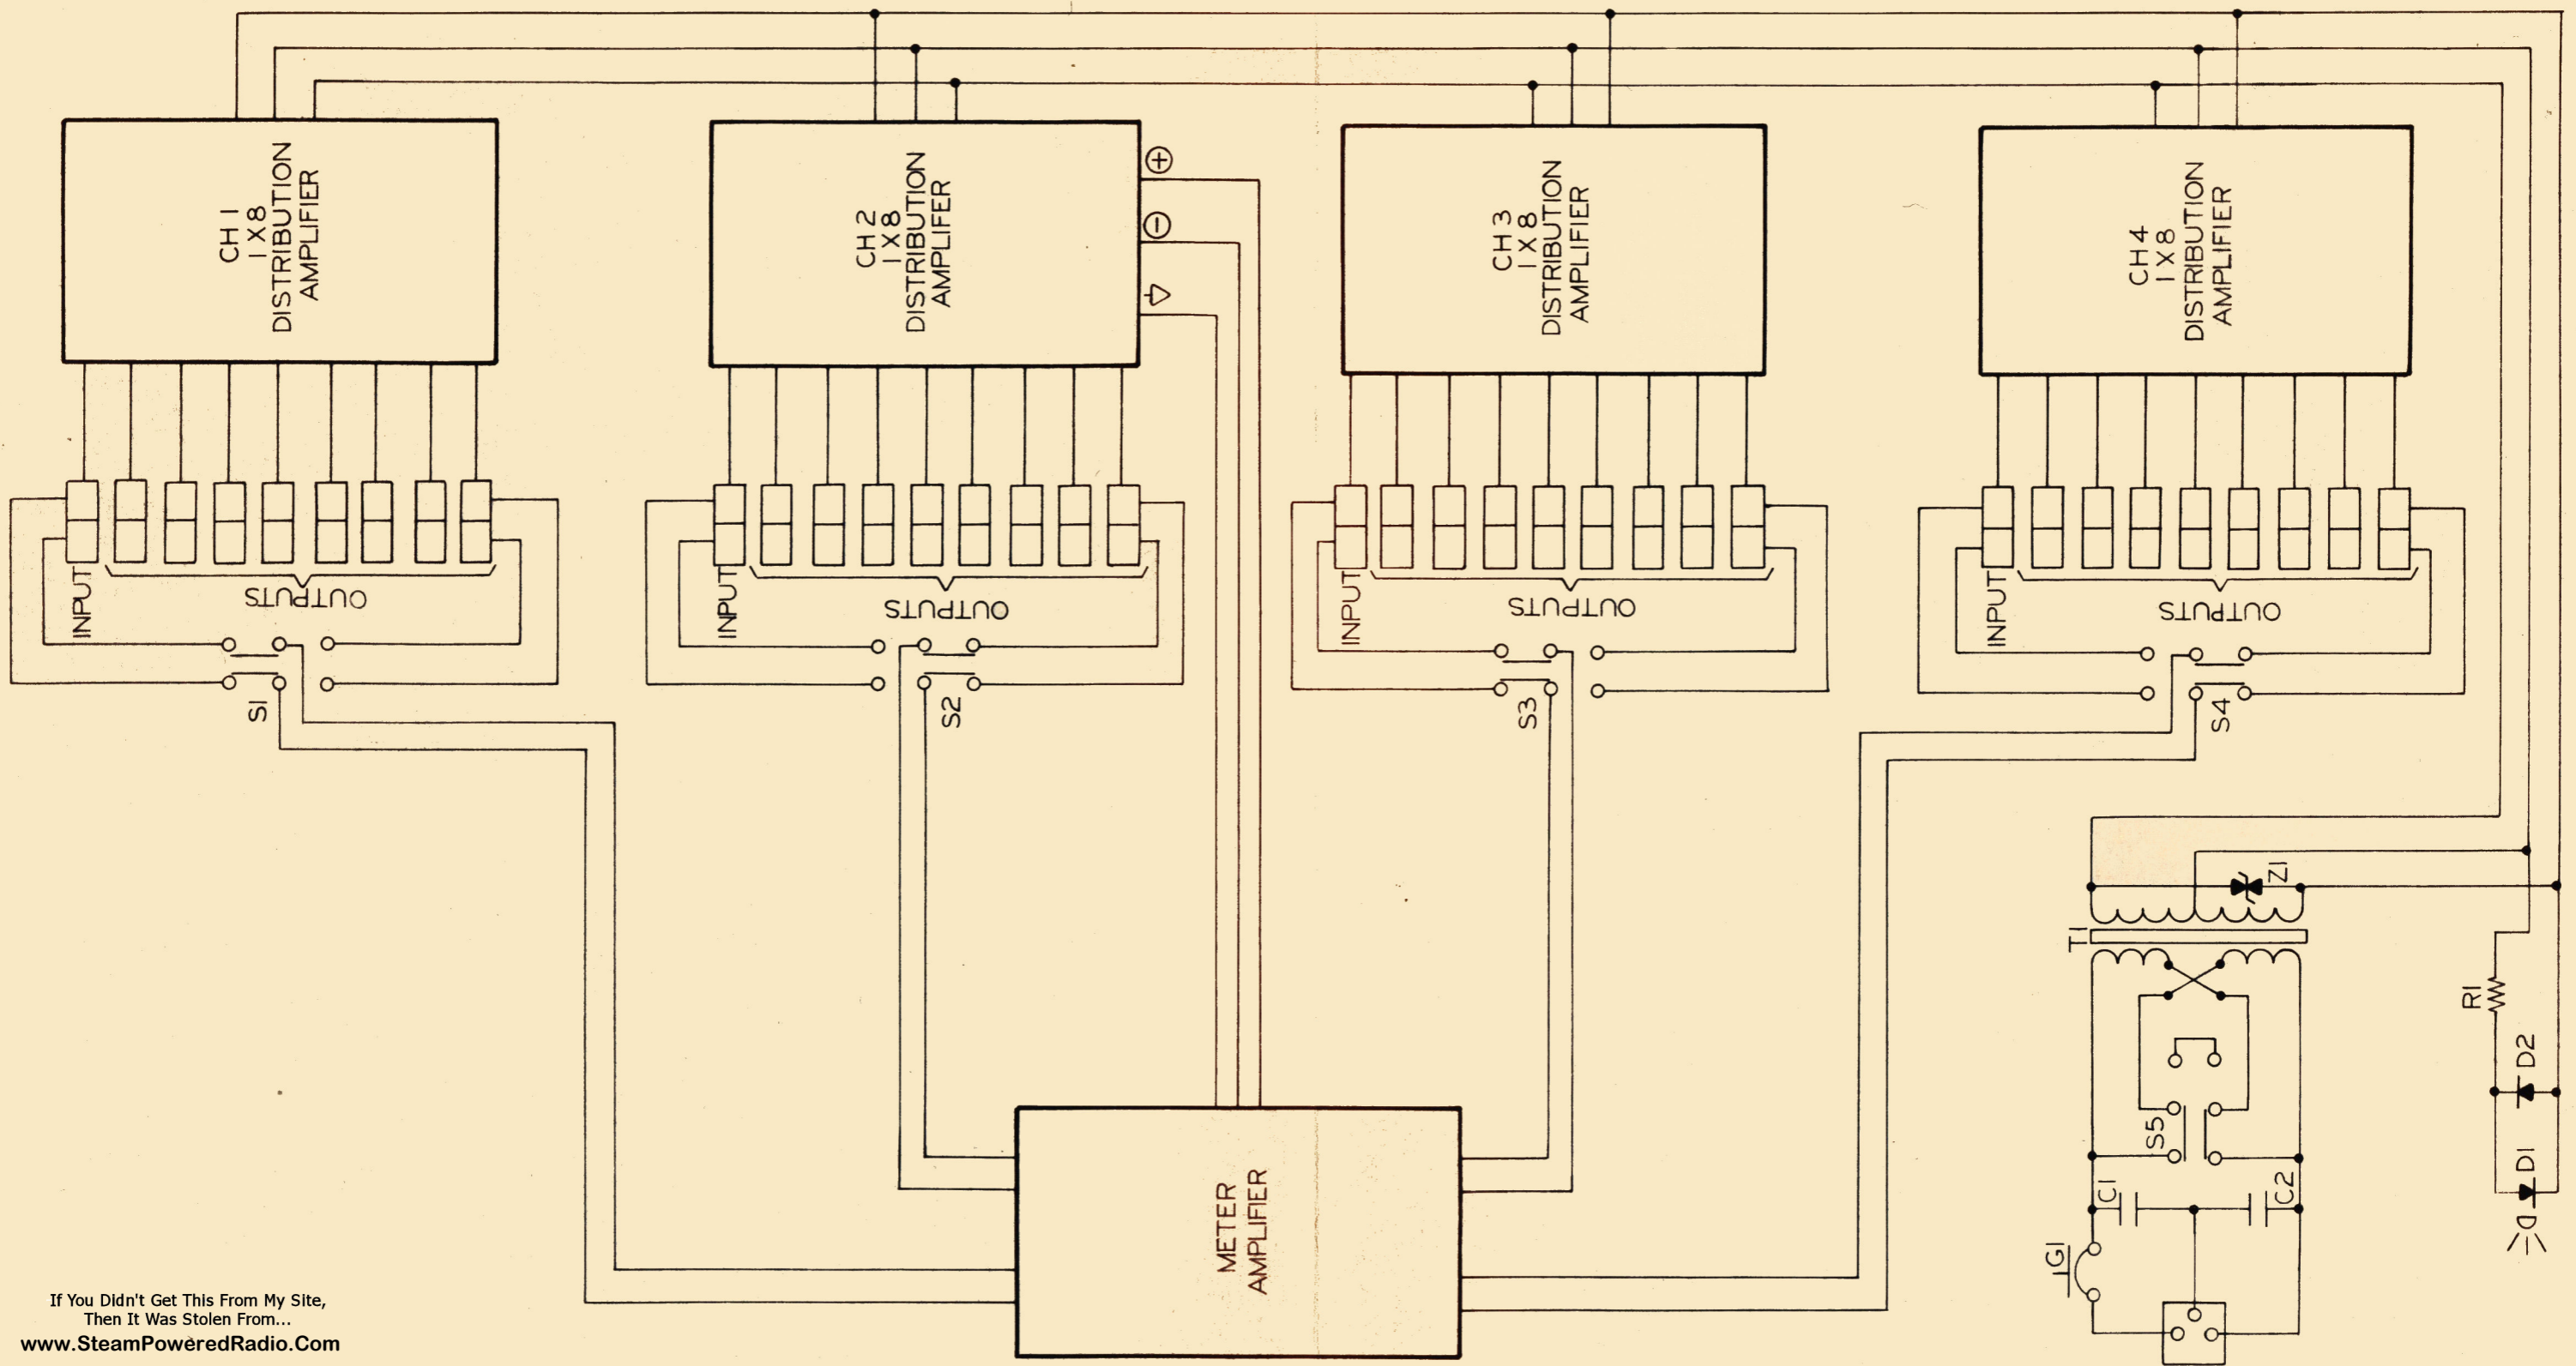 CH 1
1 X 8
DISTRIBUTION
AMPLIFIER
CH 2
1 X 8
DISTRIBUTION
AMPLIFER
CH 3
1 X 8
DISTRIBUTION
AMPLIFIER
CH 4
1 X 8
DISTRIBUTION
AMPLIFIER
+
−
INPUT
OUTPUTS
INPUT
OUTPUTS
INPUT
OUTPUTS
INPUT
OUTPUTS
S1
S2
S3
S4
Z1
T1
R1
D2
S5
D1
C1
C2
G1
METER
AMPLIFIER
If You Didn't Get This From My Site,
Then It Was Stolen From...
www.SteamPoweredRadio.Com